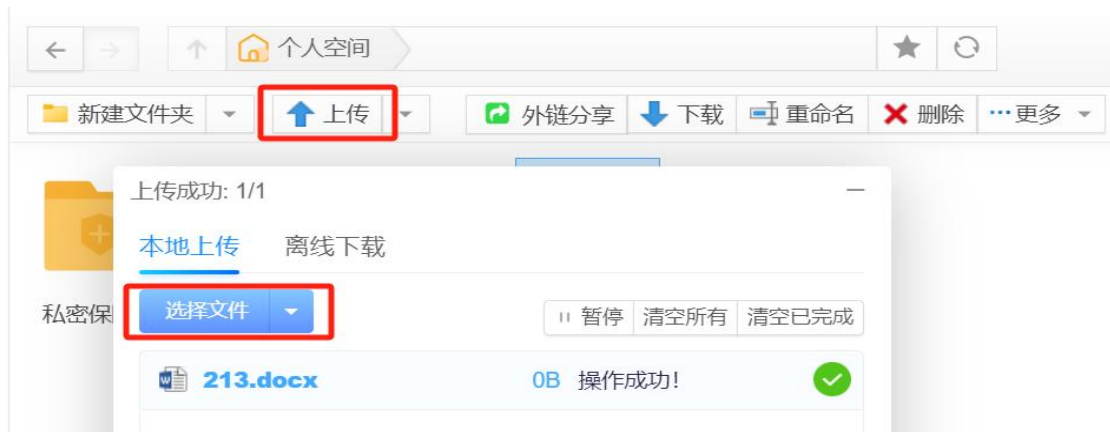 个人空间
新建文件夹 上传 外链分享 下载 重命名 删除 ···更多
上传成功: 1/1
本地上传 离线下载
私密保
选择文件 暂停 清空所有 清空已完成
213.docx 0B 操作成功!